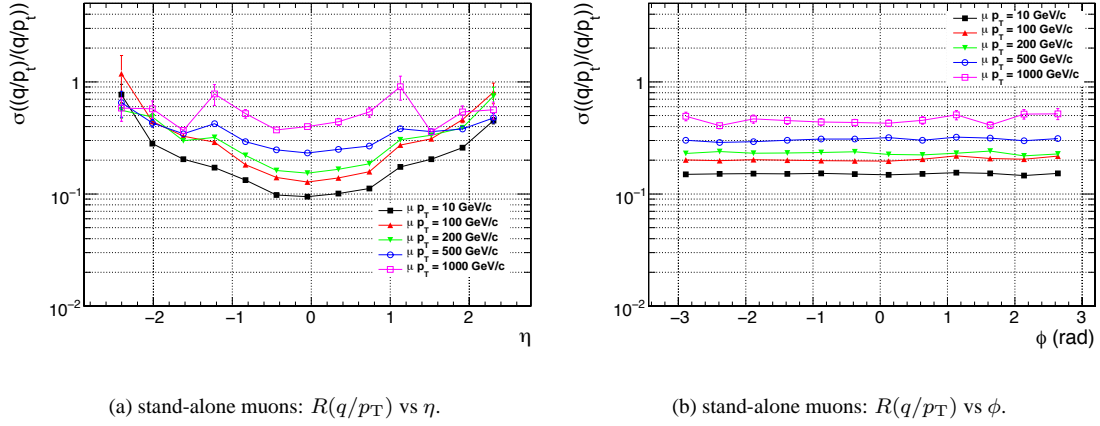 σ((q/p_t)/(q/p_t))
1
10⁻¹
10⁻²
−2 −1 0 1 2
η
μ p_T = 10 GeV/c
μ p_T = 100 GeV/c
μ p_T = 200 GeV/c
μ p_T = 500 GeV/c
μ p_T = 1000 GeV/c
(a) stand-alone muons: R(q/p_T) vs η.
σ((q/p_t)/(q/p_t))
1
10⁻¹
10⁻²
−3 −2 −1 0 1 2 3
ϕ (rad)
μ p_T = 10 GeV/c
μ p_T = 100 GeV/c
μ p_T = 200 GeV/c
μ p_T = 500 GeV/c
μ p_T = 1000 GeV/c
(b) stand-alone muons: R(q/p_T) vs ϕ.